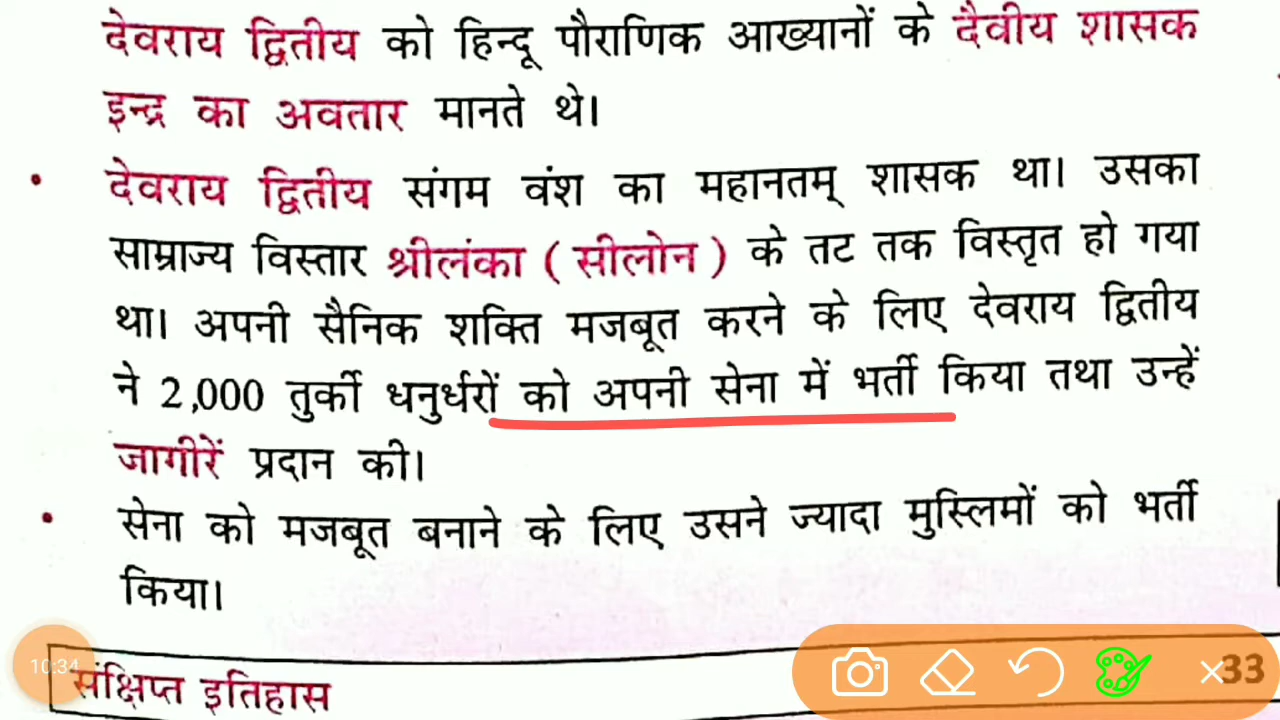 देवराय द्वितीय को हिन्दू पौराणिक आख्यानों के दैवीय शासक
इन्द्र का अवतार मानते थे।
• देवराय द्वितीय संगम वंश का महानतम् शासक था। उसका
साम्राज्य विस्तार श्रीलंका ( सीलोन ) के तट तक विस्तृत हो गया
था। अपनी सैनिक शक्ति मजबूत करने के लिए देवराय द्वितीय
ने 2,000 तुर्की धनुर्धरों को अपनी सेना में भर्ती किया तथा उन्हें
जागीरें प्रदान की।
• सेना को मजबूत बनाने के लिए उसने ज्यादा मुस्लिमों को भर्ती
किया।
10:34
संक्षिप्त इतिहास
33